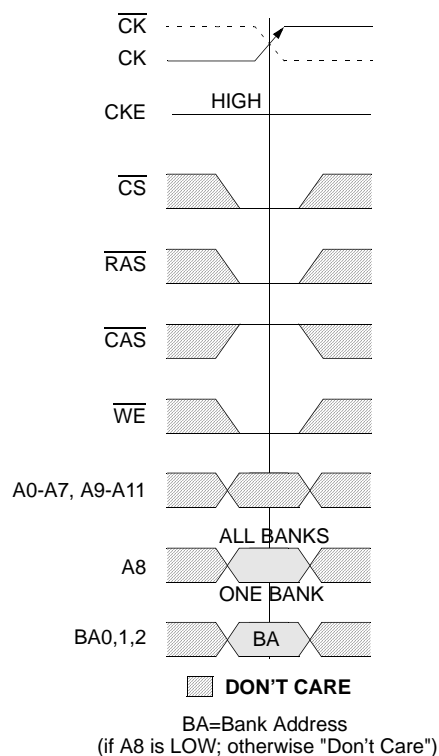 CK
CK
CKE HIGH
CS
RAS
CAS
WE
A0-A7, A9-A11
ALL BANKS
A8
ONE BANK
BA0,1,2 BA
DON'T CARE
BA=Bank Address
(if A8 is LOW; otherwise "Don't Care")